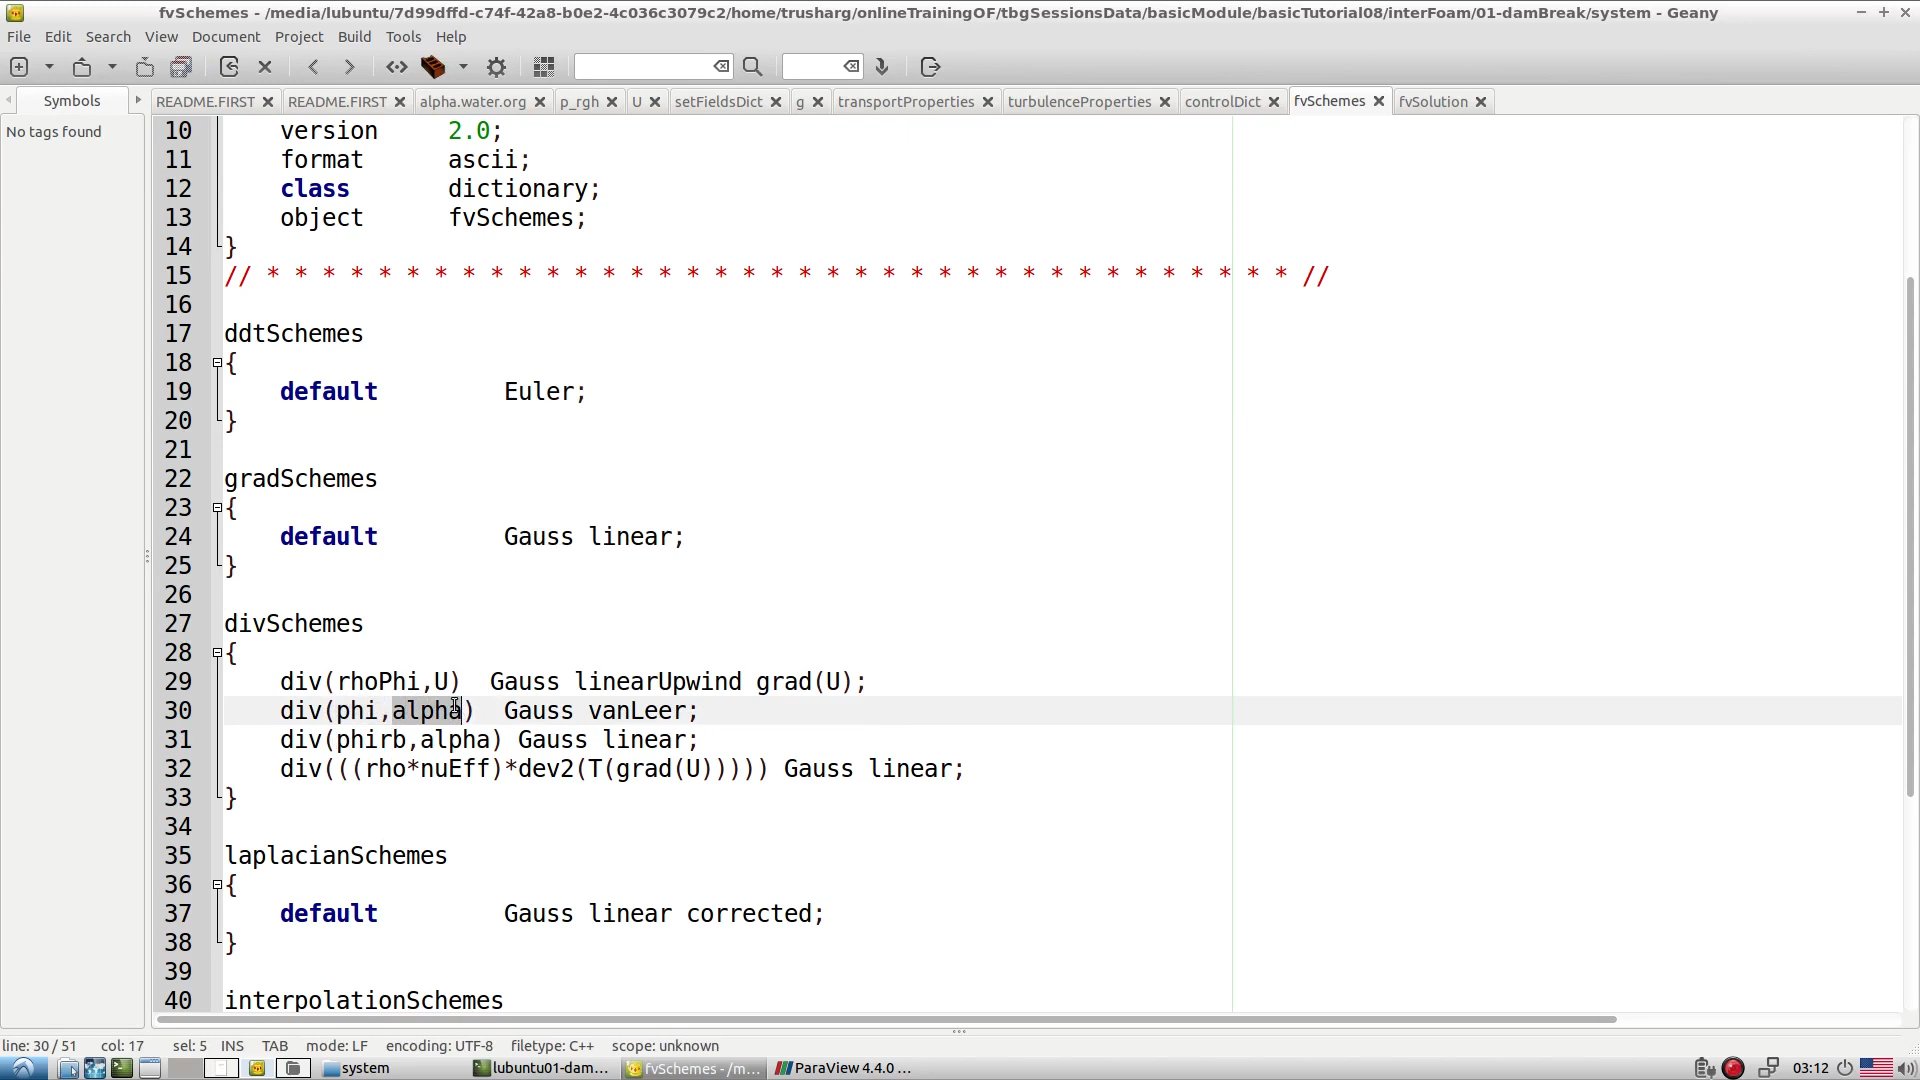 fvSchemes - /media/lubuntu/7d99dffd-c74f-42a8-b0e2-4c036c3079c2/home/trusharg/onlineTrainingOF/tbgSessionsData/basicModule/basicTutorial08/interFoam/01-damBreak/system - Geany
File Edit Search View Document Project Build Tools Help
Symbols README.FIRST README.FIRST alpha.water.org p_rgh U setFieldsDict g transportProperties turbulenceProperties controlDict fvSchemes fvSolution
No tags found
10 version 2.0;
11 format ascii;
12 class dictionary;
13 object fvSchemes;
14 }
15 // * * * * * * * * * * * * * * * * * * * * * * * * * * * * * * * * * * * * * //
16
17 ddtSchemes
18 {
19 default Euler;
20 }
21
22 gradSchemes
23 {
24 default Gauss linear;
25 }
26
27 divSchemes
28 {
29 div(rhoPhi,U) Gauss linearUpwind grad(U);
30 div(phi,alpha) Gauss vanLeer;
31 div(phirb,alpha) Gauss linear;
32 div(((rho*nuEff)*dev2(T(grad(U))))) Gauss linear;
33 }
34
35 laplacianSchemes
36 {
37 default Gauss linear corrected;
38 }
39
40 interpolationSchemes
line: 30 / 51 col: 17 sel: 5 INS TAB mode: LF encoding: UTF-8 filetype: C++ scope: unknown
system lubuntu01-dam... fvSchemes - /m... ParaView 4.4.0 ... 03:12